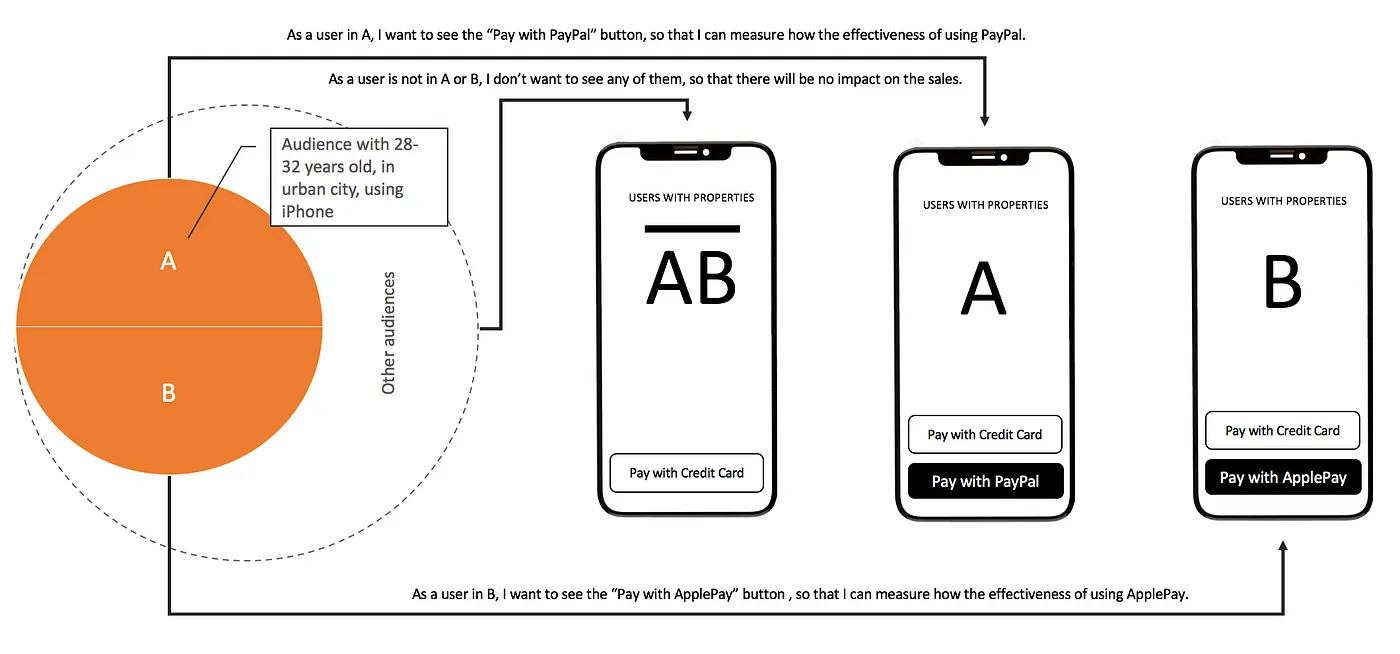 As a user in A, I want to see the “Pay with PayPal” button, so that I can measure how the effectiveness of using PayPal.
As a user is not in A or B, I don’t want to see any of them, so that there will be no impact on the sales.
Audience with 28-
32 years old, in
urban city, using
iPhone
A
B
Other audiences
USERS WITH PROPERTIES
AB
Pay with Credit Card
USERS WITH PROPERTIES
A
Pay with Credit Card
Pay with PayPal
USERS WITH PROPERTIES
B
Pay with Credit Card
Pay with ApplePay
As a user in B, I want to see the “Pay with ApplePay” button , so that I can measure how the effectiveness of using ApplePay.